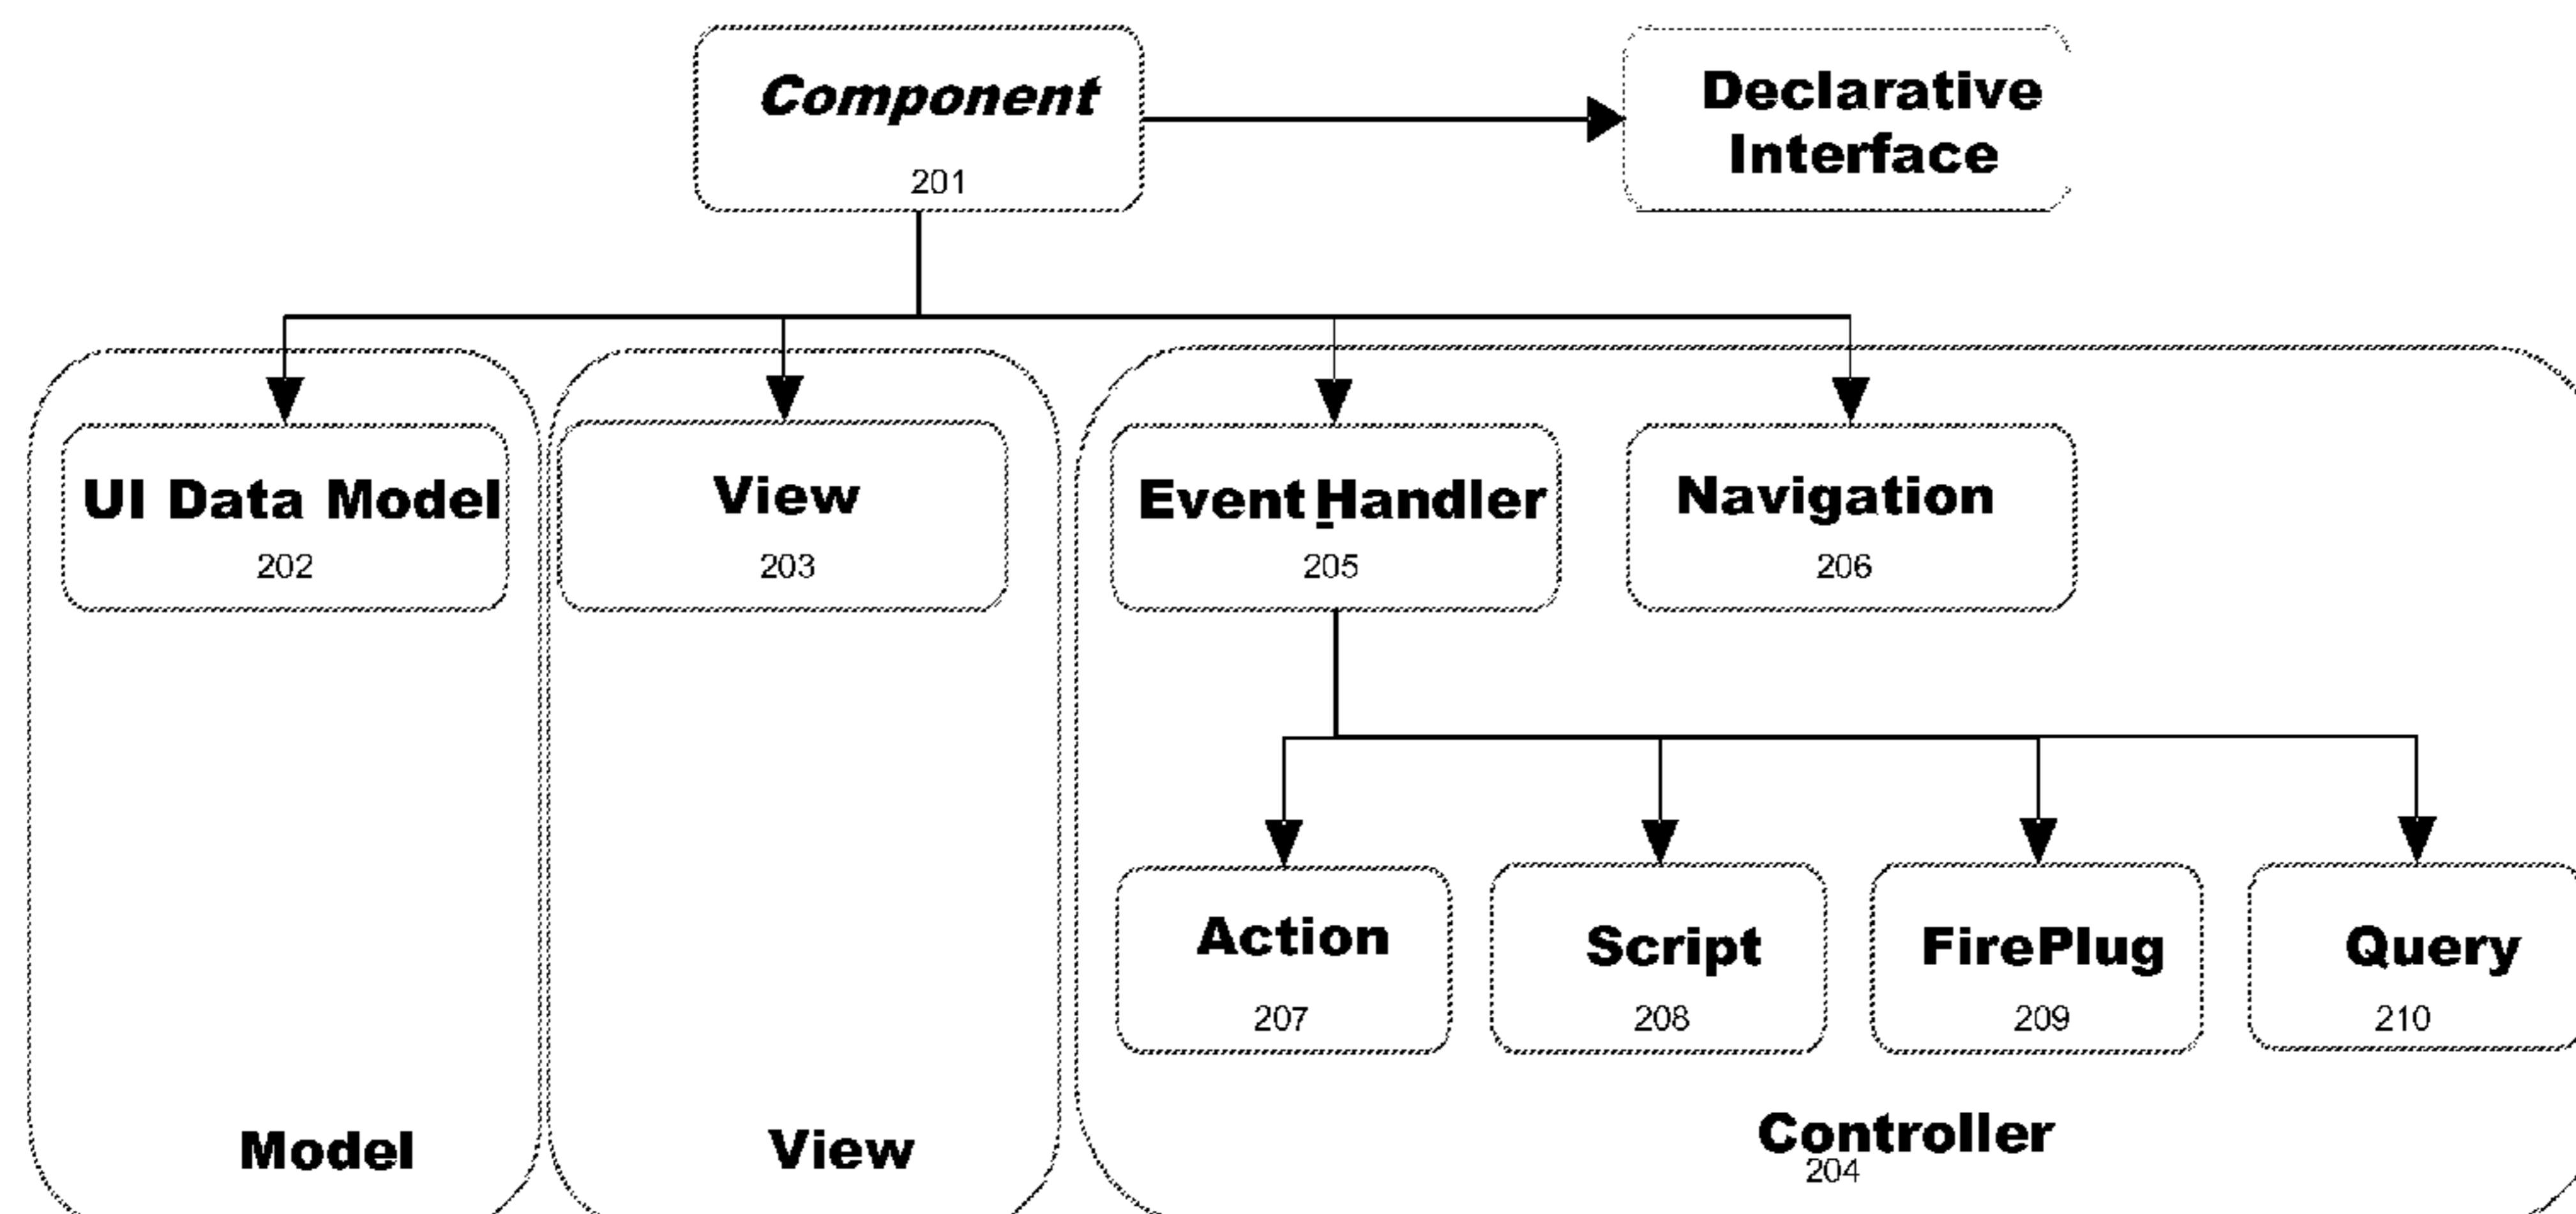 Component
201
Declarative
Interface
UI Data Model
202
View
203
Event Handler
205
Navigation
206
Action
207
Script
208
FirePlug
209
Query
210
Model
View
Controller
204